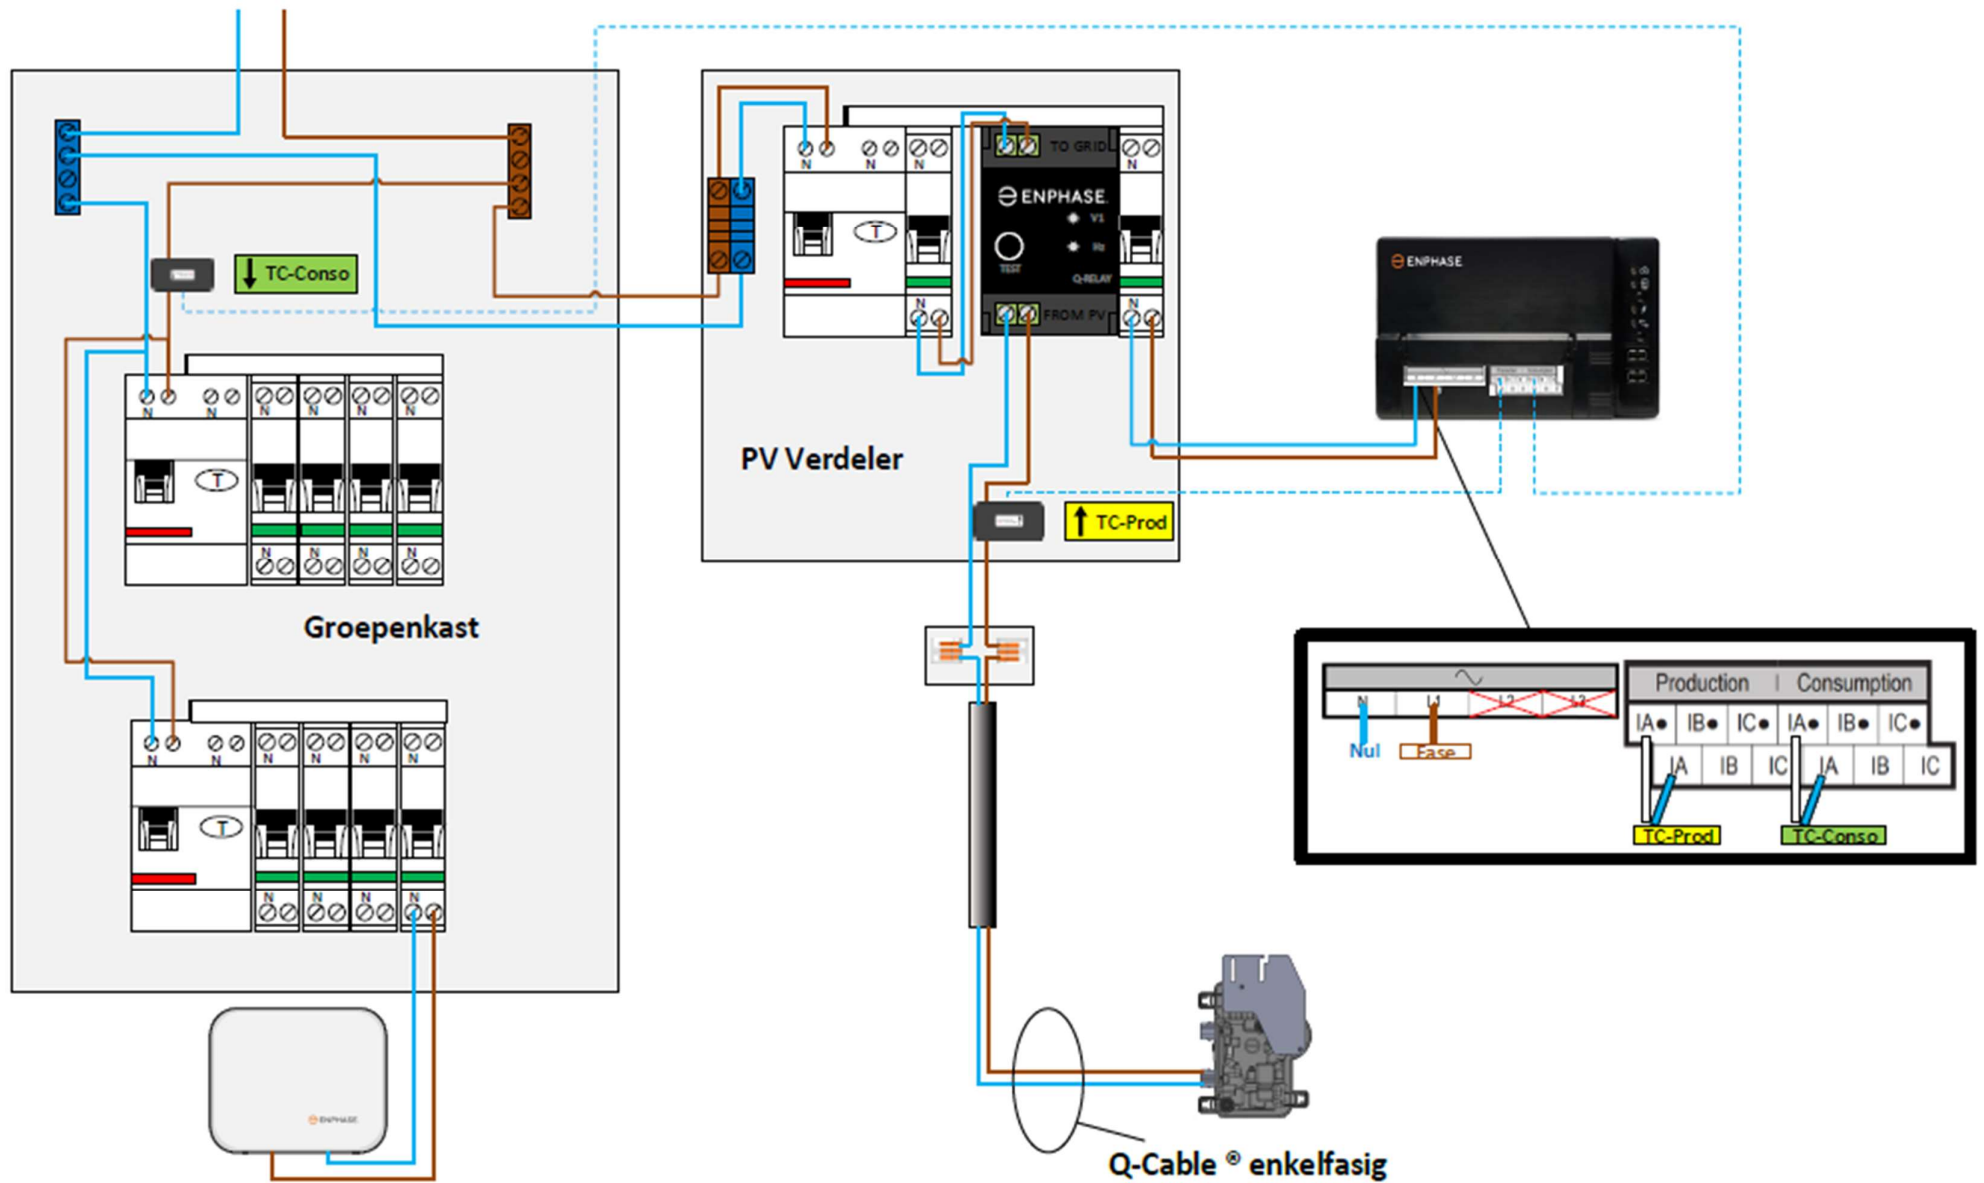 TC-Conso
N
N
N
N
N
N
T
N
N
N
N
Groepenkast
N
N
N
N
N
N
T
N
N
N
N
ENPHASE
N
N
N
N
T
TO GRID
ENPHASE
V1
Hz
TEST
Q-RELAY
FROM PV
N
N
PV Verdeler
TC-Prod
ENPHASE
N
L1
L2
L3
Nul
Fase
Production
Consumption
IA• IB• IC• IA• IB• IC•
IA IB IC IA IB IC
TC-Prod
TC-Conso
Q-Cable ® enkelfasig